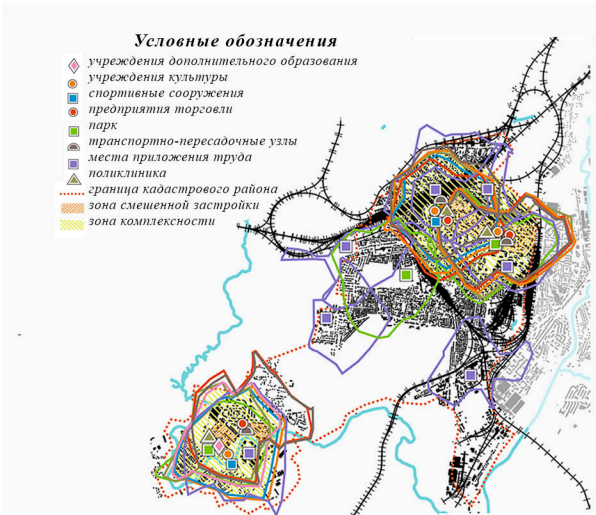 Условные обозначения
учреждения дополнительного образования
учреждения культуры
спортивные сооружения
предприятия торговли
парк
транспортно-пересадочные узлы
места приложения труда
поликлиника
граница кадастрового района
зона смешенной застройки
зона комплексности